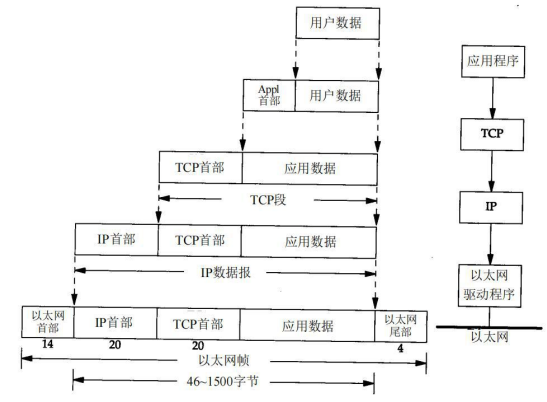 用户数据
应用程序
Appl
首部
用户数据
TCP
TCP首部
应用数据
TCP段
IP
IP首部
TCP首部
应用数据
IP数据报
以太网
驱动程序
以太网
首部
IP首部
TCP首部
应用数据
以太网
尾部
以太网
14
20
20
4
以太网帧
46~1500字节